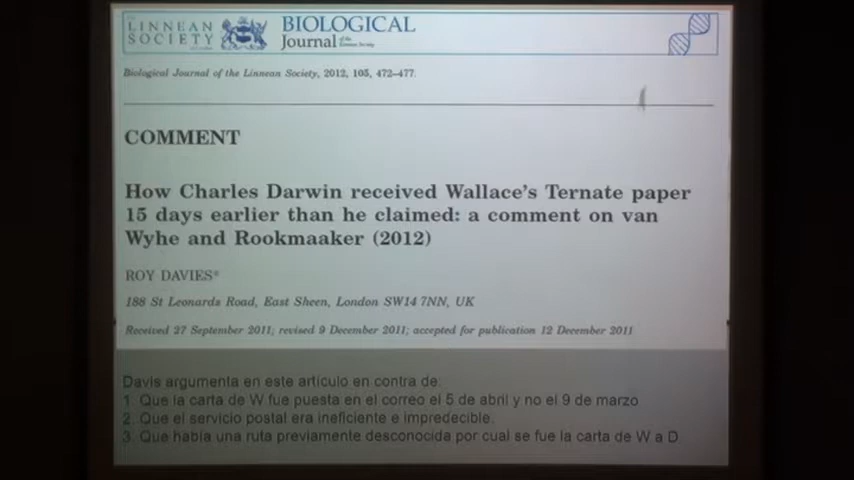 LINNEAN
SOCIETY
BIOLOGICAL
Journal of the Linnean Society
Biological Journal of the Linnean Society, 2012, 105, 472–477.
COMMENT
How Charles Darwin received Wallace's Ternate paper
15 days earlier than he claimed: a comment on van
Wyhe and Rookmaaker (2012)
ROY DAVIES*
188 St Leonards Road, East Sheen, London SW14 7NN, UK
Received 27 September 2011; revised 9 December 2011; accepted for publication 12 December 2011
Davis argumenta en este artículo en contra de:
1. Que la carta de W fue puesta en el correo el 5 de abril y no el 9 de marzo
2. Que el servicio postal era ineficiente e impredecible.
3. Que había una ruta previamente desconocida por cual se fue la carta de W a D.